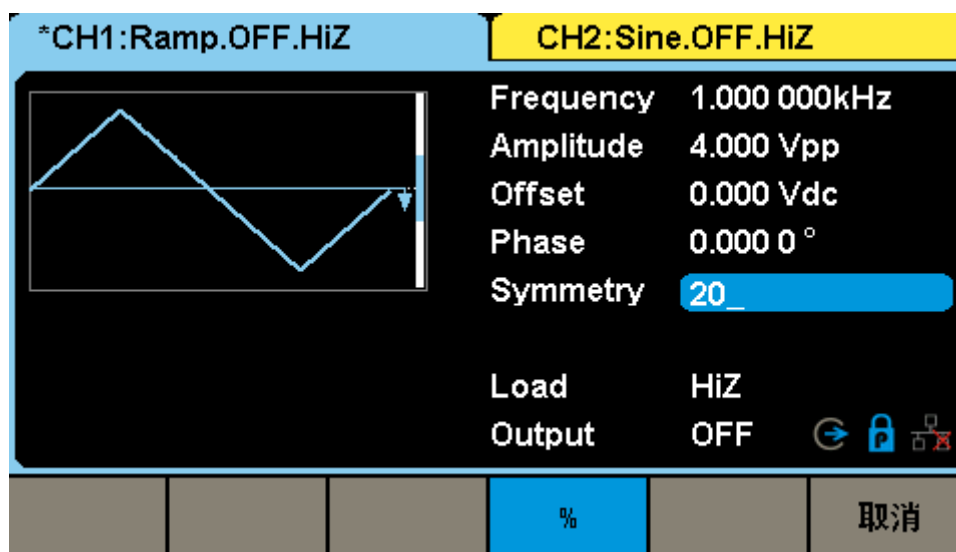 *CH1:Ramp.OFF.HiZ
CH2:Sine.OFF.HiZ
Frequency 1.000 000kHz
Amplitude 4.000 Vpp
Offset 0.000 Vdc
Phase 0.000 0 °
Symmetry 20_
Load HiZ
Output OFF
%
取消